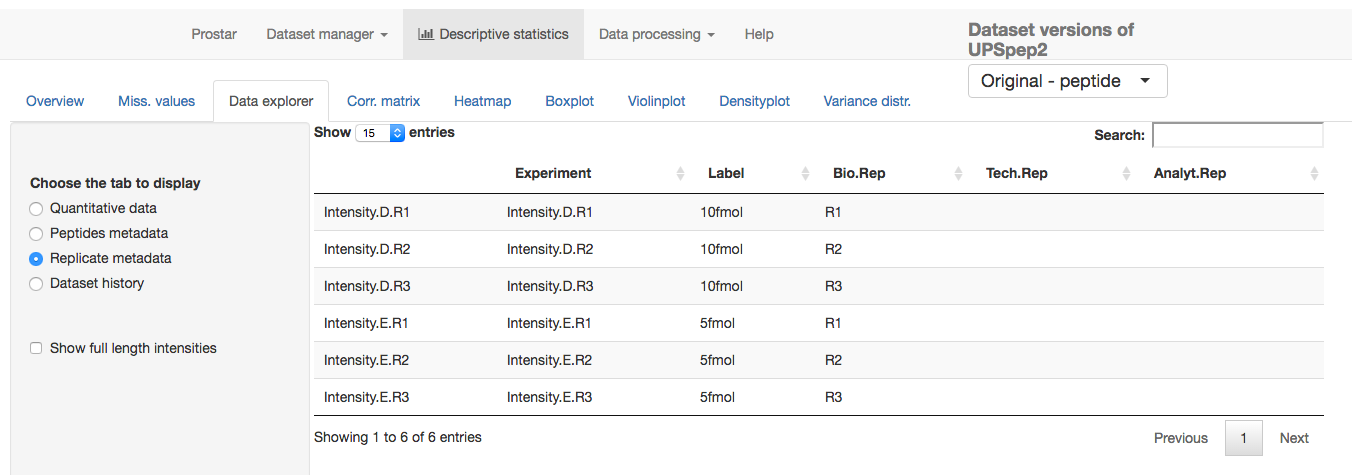 Prostar Dataset manager Descriptive statistics Data processing Help
Dataset versions of
UPSpep2
Original - peptide
Overview Miss. values Data explorer Corr. matrix Heatmap Boxplot Violinplot Densityplot Variance distr.
Show 15 entries Search:
Choose the tab to display
Quantitative data
Peptides metadata
Replicate metadata
Dataset history
Show full length intensities
Experiment Label Bio.Rep Tech.Rep Analyt.Rep
Intensity.D.R1 Intensity.D.R1 10fmol R1
Intensity.D.R2 Intensity.D.R2 10fmol R2
Intensity.D.R3 Intensity.D.R3 10fmol R3
Intensity.E.R1 Intensity.E.R1 5fmol R1
Intensity.E.R2 Intensity.E.R2 5fmol R2
Intensity.E.R3 Intensity.E.R3 5fmol R3
Showing 1 to 6 of 6 entries Previous 1 Next